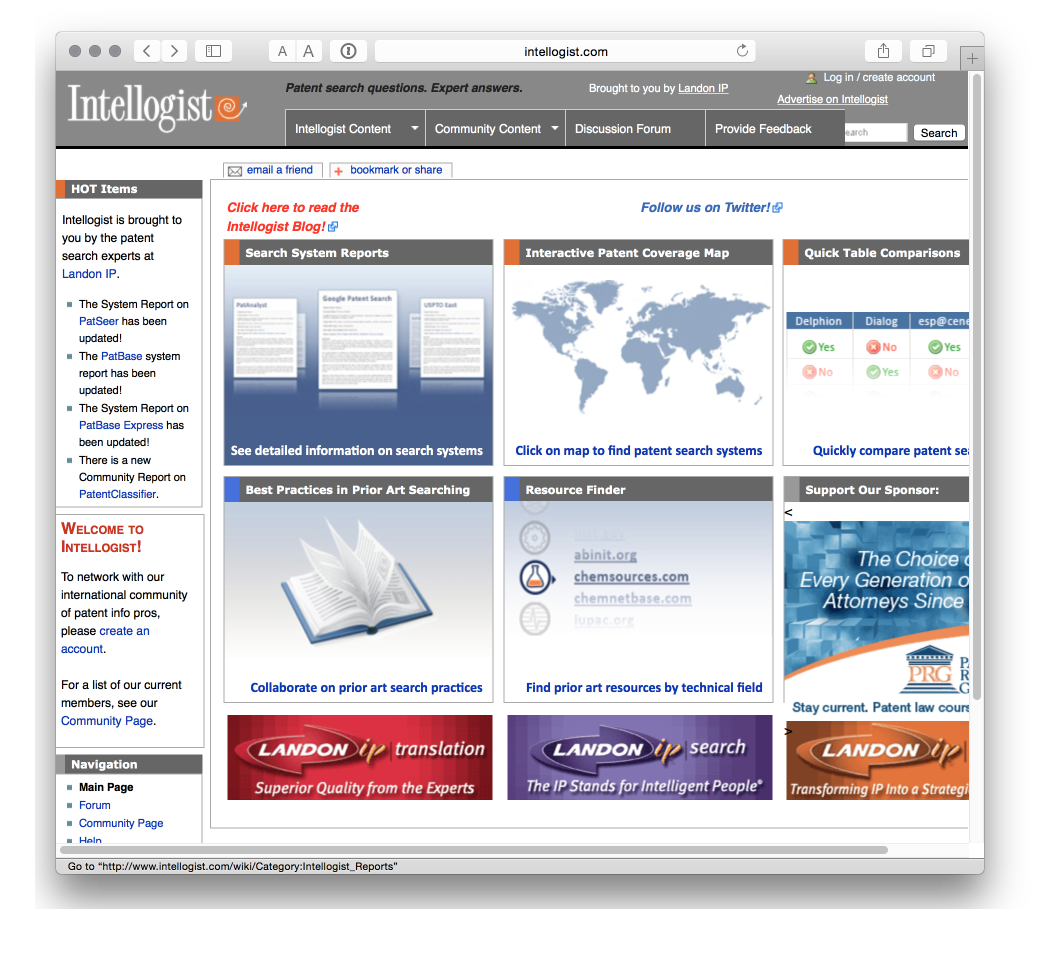 A A
intellogist.com
Intellogist
Patent search questions. Expert answers.
Brought to you by Landon IP
Log in / create account
Advertise on Intellogist
Intellogist Content
Community Content
Discussion Forum
Provide Feedback
earch
Search
email a friend
bookmark or share
HOT Items
Intellogist is brought to
you by the patent
search experts at
Landon IP.
The System Report on
PatSeer has been
updated!
The PatBase system
report has been
updated!
The System Report on
PatBase Express has
been updated!
There is a new
Community Report on
PatentClassifier.
WELCOME TO
INTELLOGIST!
To network with our
international community
of patent info pros,
please create an
account.
For a list of our current
members, see our
Community Page.
Navigation
Main Page
Forum
Community Page
Help
Click here to read the
Intellogist Blog!
Follow us on Twitter!
Search System Reports
PatAnalyst
Google Patent Search
USPTO East
See detailed information on search systems
Interactive Patent Coverage Map
Click on map to find patent search systems
Quick Table Comparisons
Delphion Dialog esp@cene
Yes No Yes
No Yes No
Quickly compare patent sea
Best Practices in Prior Art Searching
Collaborate on prior art search practices
Resource Finder
abinit.org
chemsources.com
chemnetbase.com
iupac.org
Find prior art resources by technical field
Support Our Sponsor:
<
The Choice o
Every Generation o
Attorneys Since
PRG
P
R
G
Stay current. Patent law cours
>
LANDON ip translation
Superior Quality from the Experts
LANDON ip search
The IP Stands for Intelligent People®
LANDON ip
Transforming IP Into a Strategi
Go to “http://www.intellogist.com/wiki/Category:Intellogist_Reports”